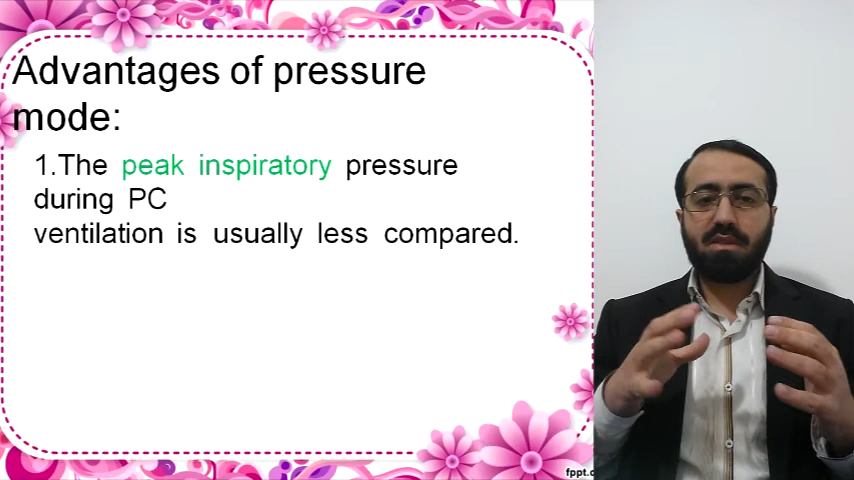 Advantages of pressure
mode:
1.The peak inspiratory pressure
during PC
ventilation is usually less compared.